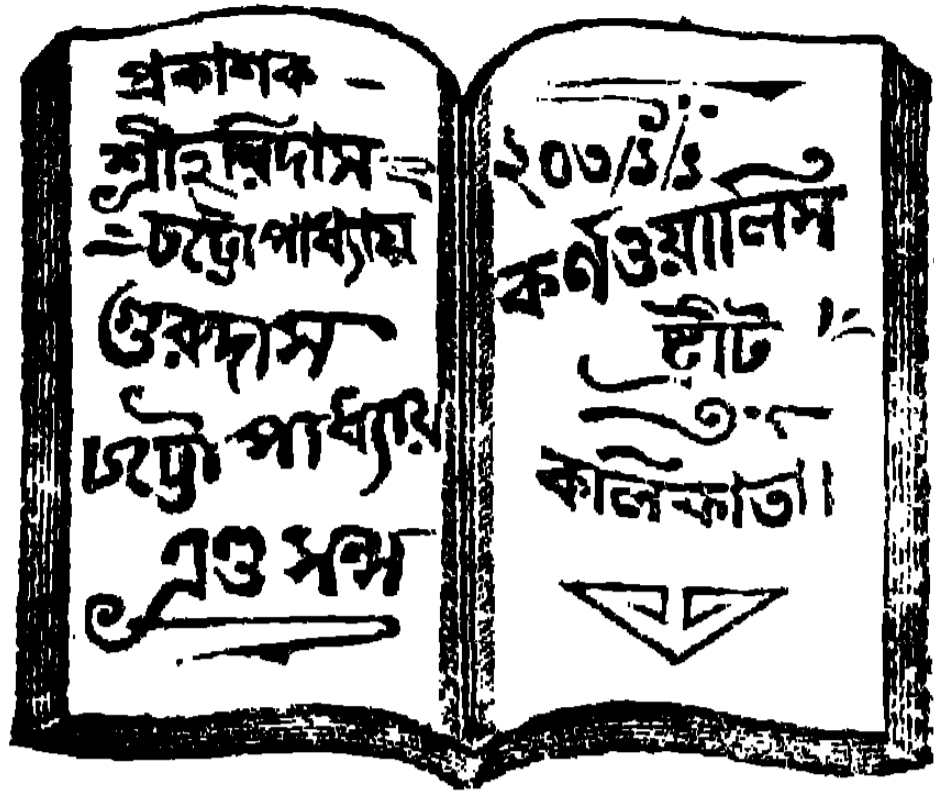 প্রকাশক —
শ্রীহরিদাস
চট্টোপাধ্যায়
গুরুদাস
চট্টোপাধ্যায়
এণ্ড সন্স
২০৩/১/১
কর্ণওয়ালিস
ষ্ট্রীট
কলিকাতা।